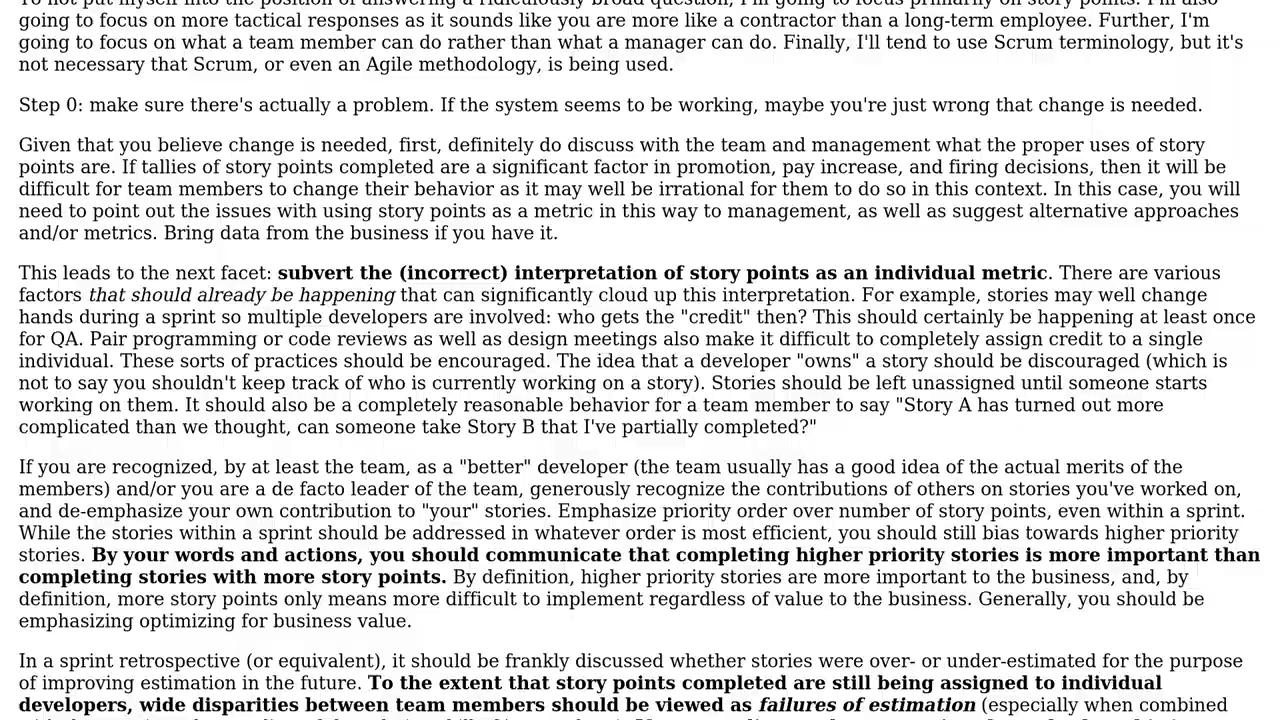 To not put myself into the position of answering a ridiculously broad question, I'm going to focus primarily on story points. I'm also
going to focus on more tactical responses as it sounds like you are more like a contractor than a long-term employee. Further, I'm
going to focus on what a team member can do rather than what a manager can do. Finally, I'll tend to use Scrum terminology, but it's
not necessary that Scrum, or even an Agile methodology, is being used.
Step 0: make sure there's actually a problem. If the system seems to be working, maybe you're just wrong that change is needed.
Given that you believe change is needed, first, definitely do discuss with the team and management what the proper uses of story
points are. If tallies of story points completed are a significant factor in promotion, pay increase, and firing decisions, then it will be
difficult for team members to change their behavior as it may well be irrational for them to do so in this context. In this case, you will
need to point out the issues with using story points as a metric in this way to management, as well as suggest alternative approaches
and/or metrics. Bring data from the business if you have it.
This leads to the next facet: subvert the (incorrect) interpretation of story points as an individual metric. There are various
factors that should already be happening that can significantly cloud up this interpretation. For example, stories may well change
hands during a sprint so multiple developers are involved: who gets the "credit" then? This should certainly be happening at least once
for QA. Pair programming or code reviews as well as design meetings also make it difficult to completely assign credit to a single
individual. These sorts of practices should be encouraged. The idea that a developer "owns" a story should be discouraged (which is
not to say you shouldn't keep track of who is currently working on a story). Stories should be left unassigned until someone starts
working on them. It should also be a completely reasonable behavior for a team member to say "Story A has turned out more
complicated than we thought, can someone take Story B that I've partially completed?"
If you are recognized, by at least the team, as a "better" developer (the team usually has a good idea of the actual merits of the
members) and/or you are a de facto leader of the team, generously recognize the contributions of others on stories you've worked on,
and de-emphasize your own contribution to "your" stories. Emphasize priority order over number of story points, even within a sprint.
While the stories within a sprint should be addressed in whatever order is most efficient, you should still bias towards higher priority
stories. By your words and actions, you should communicate that completing higher priority stories is more important than
completing stories with more story points. By definition, higher priority stories are more important to the business, and, by
definition, more story points only means more difficult to implement regardless of value to the business. Generally, you should be
emphasizing optimizing for business value.
In a sprint retrospective (or equivalent), it should be frankly discussed whether stories were over- or under-estimated for the purpose
of improving estimation in the future. To the extent that story points completed are still being assigned to individual
developers, wide disparities between team members should be viewed as failures of estimation (especially when combined